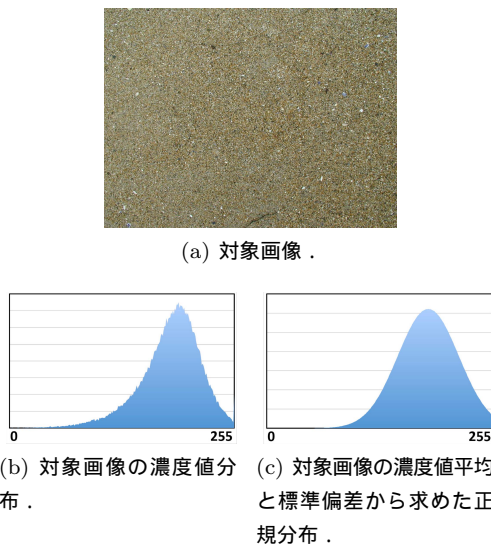 (a) 対象画像．
0 255
0 255
(b) 対象画像の濃度値分
布．
(c) 対象画像の濃度値平均
と標準偏差から求めた正
規分布．